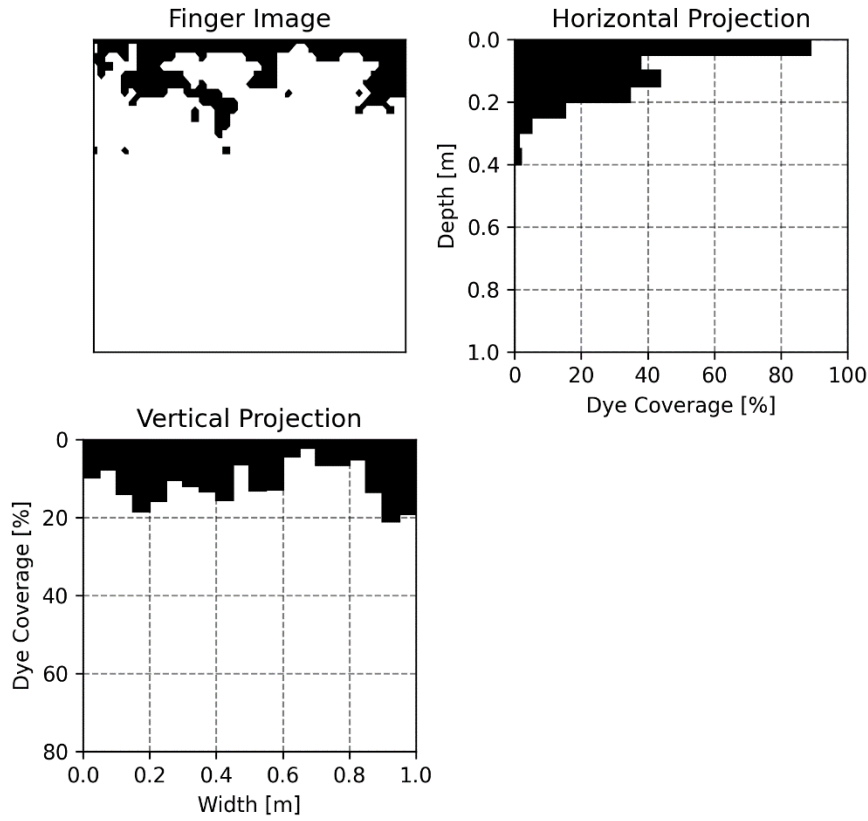 Finger Image
Horizontal Projection
0.0
0.2
0.4
0.6
0.8
1.0
Depth [m]
0 20 40 60 80 100
Dye Coverage [%]
Vertical Projection
0
20
40
60
80
Dye Coverage [%]
0.0 0.2 0.4 0.6 0.8 1.0
Width [m]